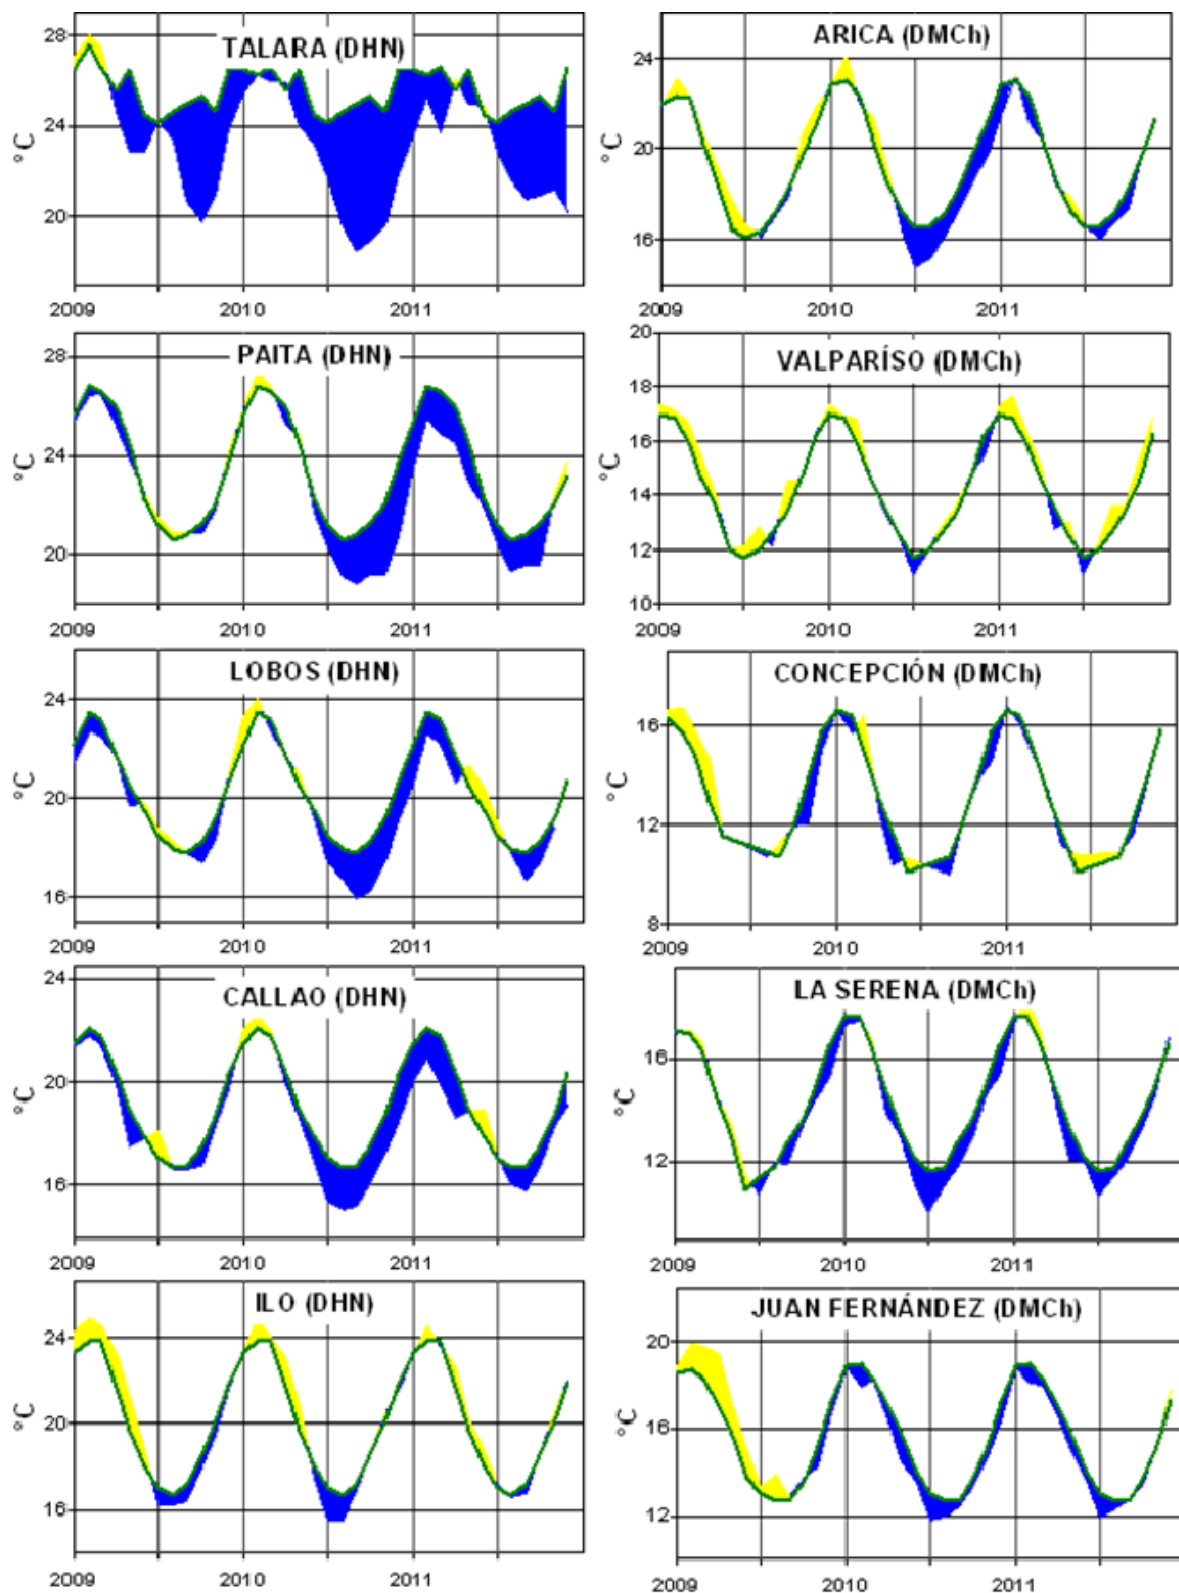 TALARA (DHN)
28
24
20
°C
2009 2010 2011
ARICA (DMCh)
24
20
16
°C
2009 2010 2011
PAITA (DHN)
28
24
20
°C
2009 2010 2011
VALPARÍSO (DMCh)
20
18
16
14
12
10
°C
2009 2010 2011
LOBOS (DHN)
24
20
16
°C
2009 2010 2011
CONCEPCIÓN (DMCh)
16
12
8
°C
2009 2010 2011
CALLAO (DHN)
24
20
16
°C
2009 2010 2011
LA SERENA (DMCh)
16
12
°C
2009 2010 2011
ILO (DHN)
24
20
16
°C
2009 2010 2011
JUAN FERNÁNDEZ (DMCh)
20
16
12
°C
2009 2010 2011